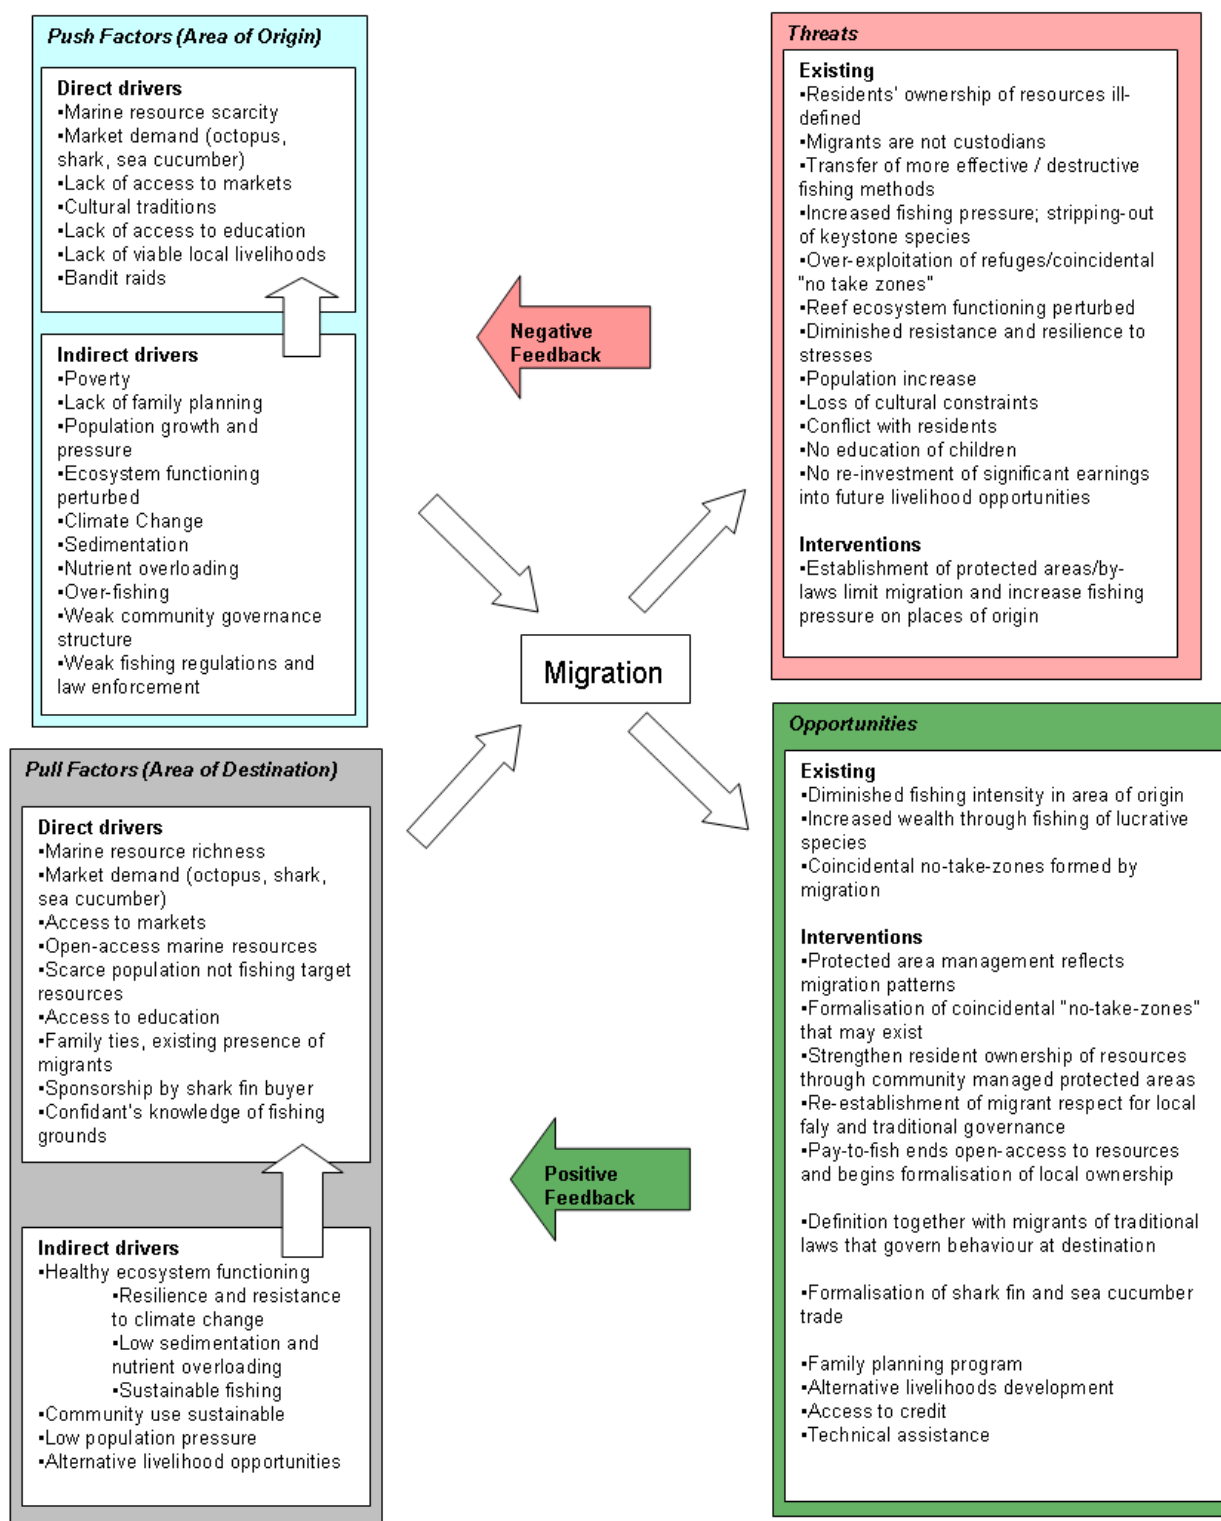 Push Factors (Area of Origin)
Direct drivers
▪Marine resource scarcity
▪Market demand (octopus,
shark, sea cucumber)
▪Lack of access to markets
▪Cultural traditions
▪Lack of access to education
▪Lack of viable local livelihoods
▪Bandit raids
Indirect drivers
▪Poverty
▪Lack of family planning
▪Population growth and
pressure
▪Ecosystem functioning
perturbed
▪Climate Change
▪Sedimentation
▪Nutrient overloading
▪Over-fishing
▪Weak community governance
structure
▪Weak fishing regulations and
law enforcement
Pull Factors (Area of Destination)
Direct drivers
▪Marine resource richness
▪Market demand (octopus, shark,
sea cucumber)
▪Access to markets
▪Open-access marine resources
▪Scarce population not fishing target
resources
▪Access to education
▪Family ties, existing presence of
migrants
▪Sponsorship by shark fin buyer
▪Confidant's knowledge of fishing
grounds
Indirect drivers
▪Healthy ecosystem functioning
▪Resilience and resistance
to climate change
▪Low sedimentation and
nutrient overloading
▪Sustainable fishing
▪Community use sustainable
▪Low population pressure
▪Alternative livelihood opportunities
Negative
Feedback
Migration
Positive
Feedback
Threats
Existing
▪Residents' ownership of resources ill-
defined
▪Migrants are not custodians
▪Transfer of more effective / destructive
fishing methods
▪Increased fishing pressure; stripping-out
of keystone species
▪Over-exploitation of refuges/coincidental
"no take zones"
▪Reef ecosystem functioning perturbed
▪Diminished resistance and resilience to
stresses
▪Population increase
▪Loss of cultural constraints
▪Conflict with residents
▪No education of children
▪No re-investment of significant earnings
into future livelihood opportunities
Interventions
▪Establishment of protected areas/by-
laws limit migration and increase fishing
pressure on places of origin
Opportunities
Existing
▪Diminished fishing intensity in area of origin
▪Increased wealth through fishing of lucrative
species
▪Coincidental no-take-zones formed by
migration
Interventions
▪Protected area management reflects
migration patterns
▪Formalisation of coincidental "no-take-zones"
that may exist
▪Strengthen resident ownership of resources
through community managed protected areas
▪Re-establishment of migrant respect for local
faly and traditional governance
▪Pay-to-fish ends open-access to resources
and begins formalisation of local ownership
▪Definition together with migrants of traditional
laws that govern behaviour at destination
▪Formalisation of shark fin and sea cucumber
trade
▪Family planning program
▪Alternative livelihoods development
▪Access to credit
▪Technical assistance